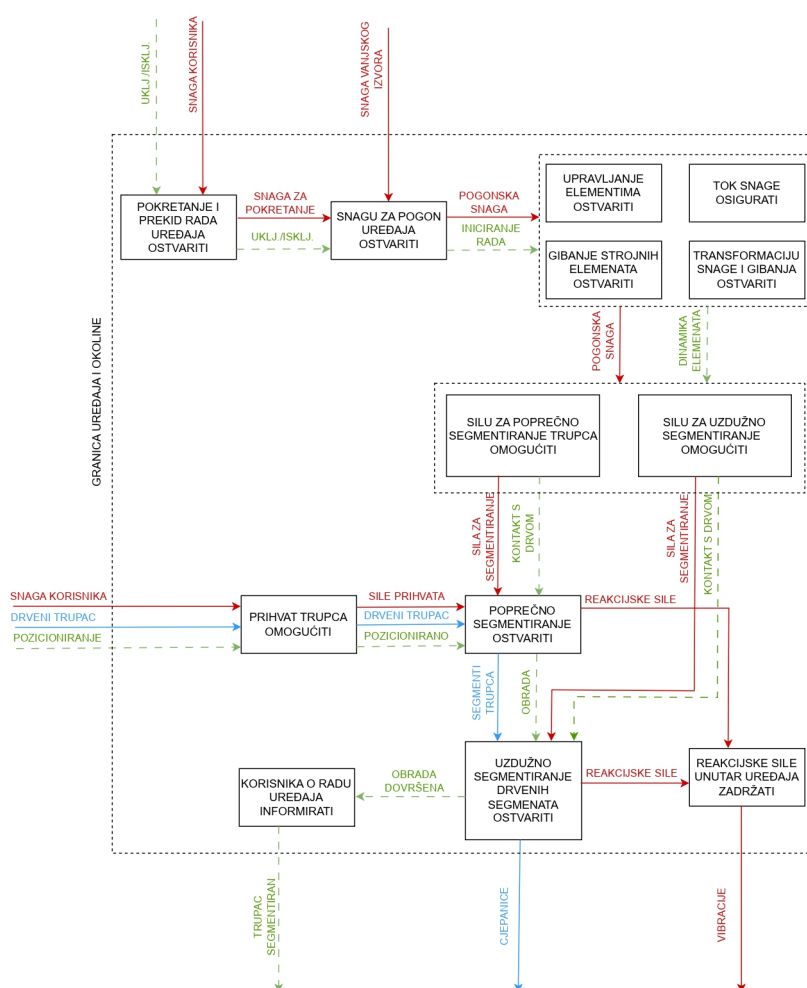 UKLJ./ISKLJ.
SNAGA KORISNIKA
SNAGA VANJSKOG
IZVORA
GRANICA UREĐAJA I OKOLINE
POKRETANJE I
PREKID RADA
UREĐAJA
OSTVARITI
SNAGA ZA
POKRETANJE
UKLJ./ISKLJ.
SNAGU ZA POGON
UREĐAJA
OSTVARITI
POGONSKA
SNAGA
INICIRANJE
RADA
UPRAVLJANJE
ELEMENTIMA
OSTVARITI
TOK SNAGE
OSIGURATI
GIBANJE STROJNIH
ELEMENATA
OSTVARITI
TRANSFORMACIJU
SNAGE I GIBANJA
OSTVARITI
POGONSKA
SNAGA
DINAMIKA
ELEMENATA
SILU ZA POPREČNO
SEGMENTIRANJE TRUPCA
OMOGUĆITI
SILU ZA UZDUŽNO
SEGMENTIRANJE
OMOGUĆITI
SILA ZA
SEGMENTIRANJE
KONTAKT S
DRVOM
SILA ZA
SEGMENTIRANJE
KONTAKT S DRVOM
SNAGA KORISNIKA
DRVENI TRUPAC
POZICIONIRANJE
PRIHVAT TRUPCA
OMOGUĆITI
SILE PRIHVATA
DRVENI TRUPAC
POZICIONIRANO
POPREČNO
SEGMENTIRANJE
OSTVARITI
REAKCIJSKE SILE
SEGMENTI
TRUPCA
OBRADA
KORISNIKA O RADU
UREĐAJA
INFORMIRATI
OBRADA
DOVRŠENA
UZDUŽNO
SEGMENTIRANJE
DRVENIH
SEGMENATA
OSTVARITI
REAKCIJSKE SILE
REAKCIJSKE SILE
UNUTAR UREĐAJA
ZADRŽATI
TRUPAC
SEGMENTIRAN
CJEPANICE
VIBRACIJE